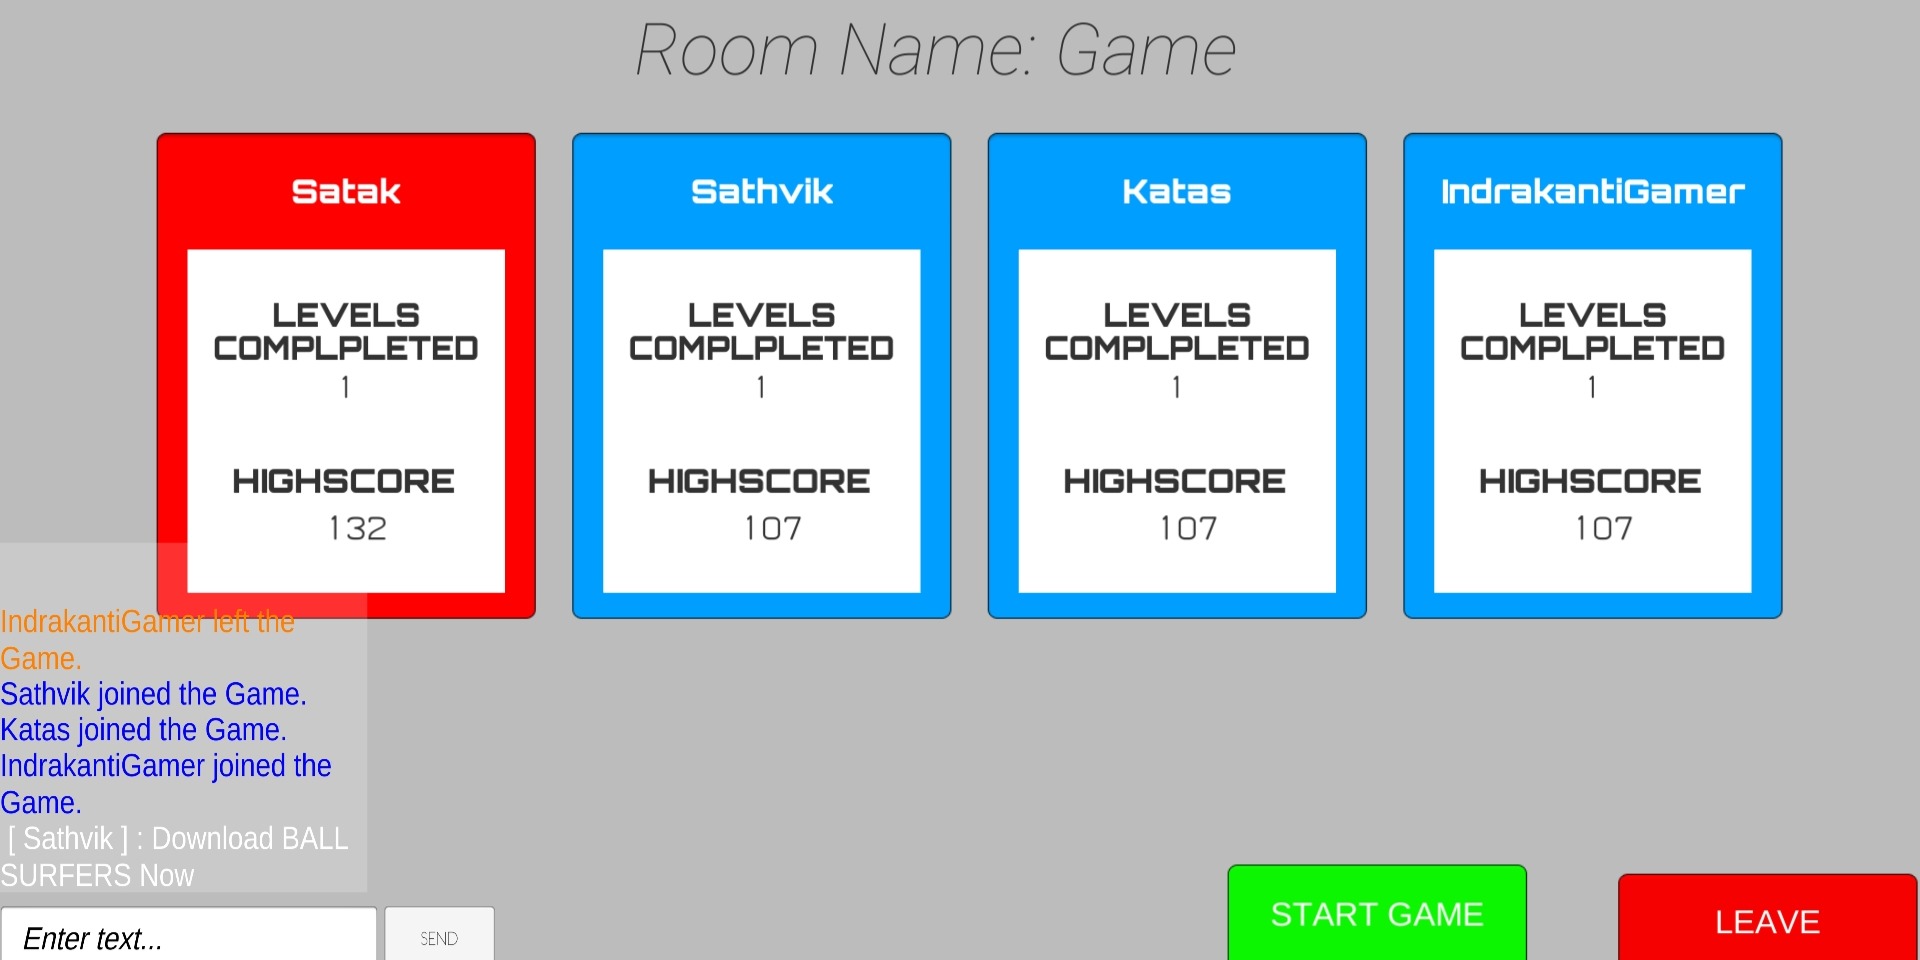 Room Name: Game
Satak
LEVELS
COMPLPLETED
1
HIGHSCORE
132
Sathvik
LEVELS
COMPLPLETED
1
HIGHSCORE
107
Katas
LEVELS
COMPLPLETED
1
HIGHSCORE
107
IndrakantiGamer
LEVELS
COMPLPLETED
1
HIGHSCORE
107
IndrakantiGamer left the
Game.
Sathvik joined the Game.
Katas joined the Game.
IndrakantiGamer joined the
Game.
[ Sathvik ] : Download BALL
SURFERS Now
Enter text...
SEND
START GAME
LEAVE